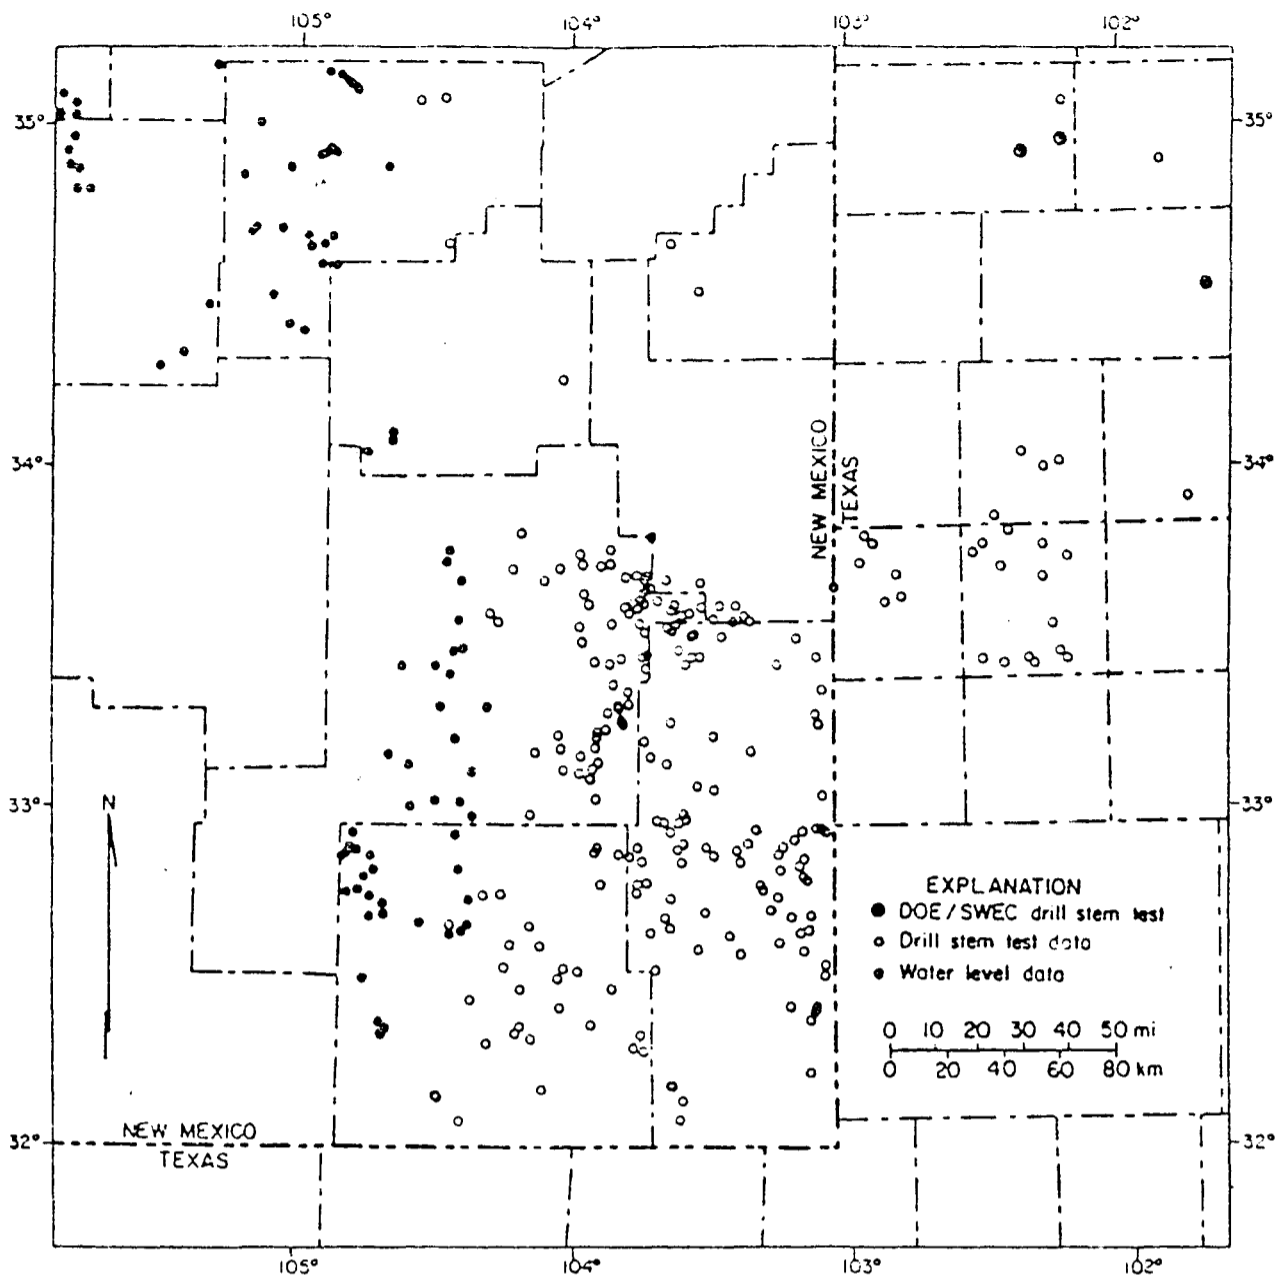 105° 104° 103° 102°
35° 35°
34° 34°
NEW MEXICO
TEXAS
33° 33°
N
EXPLANATION
DOE/SWEC drill stem test
Drill stem test data
Water level data
0 10 20 30 40 50 mi
0 20 40 60 80 km
32° 32°
NEW MEXICO
TEXAS
105° 104° 103° 102°